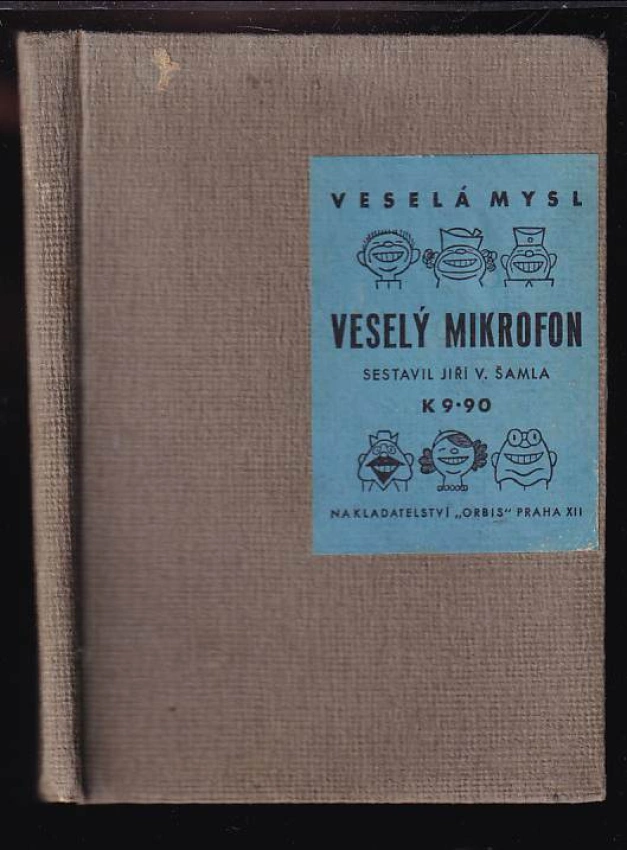 VESELÁ MYSL
VESELÝ MIKROFON
SESTAVIL JIŘÍ V. ŠAMLA
K 9·90
NAKLADATELSTVÍ „ORBIS“ PRAHA XII